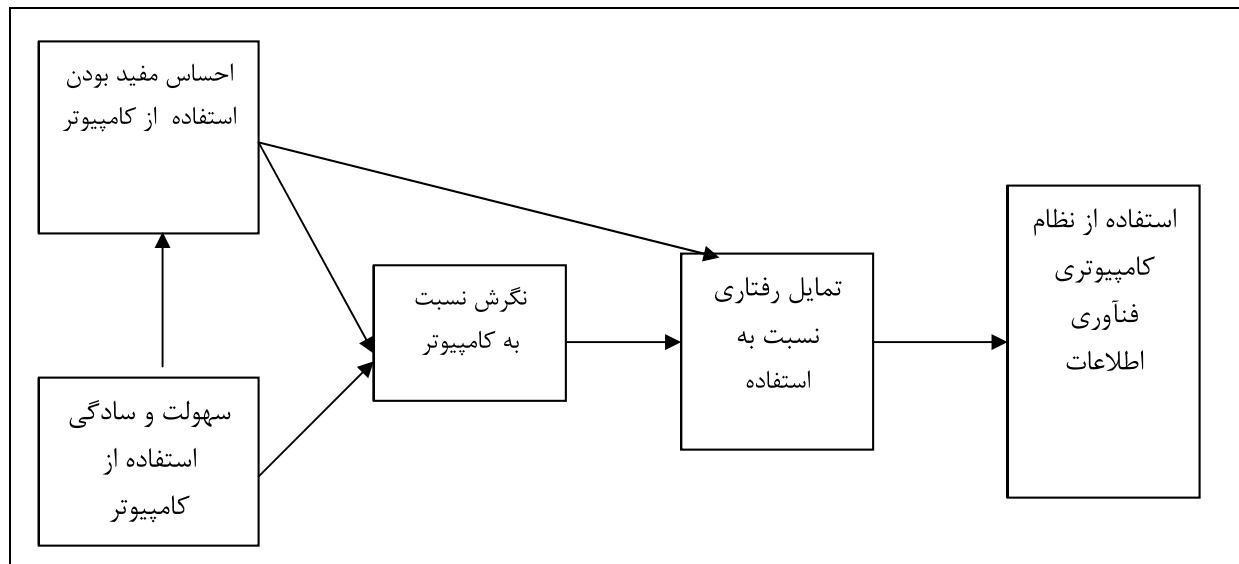 احساس مفید بودن
استفاده از کامپیوتر
سهولت و سادگی
استفاده از
کامپیوتر
نگرش نسبت
به کامپیوتر
تمایل رفتاری
نسبت به
استفاده
استفاده از نظام
کامپیوتری
فنآوری
اطلاعات